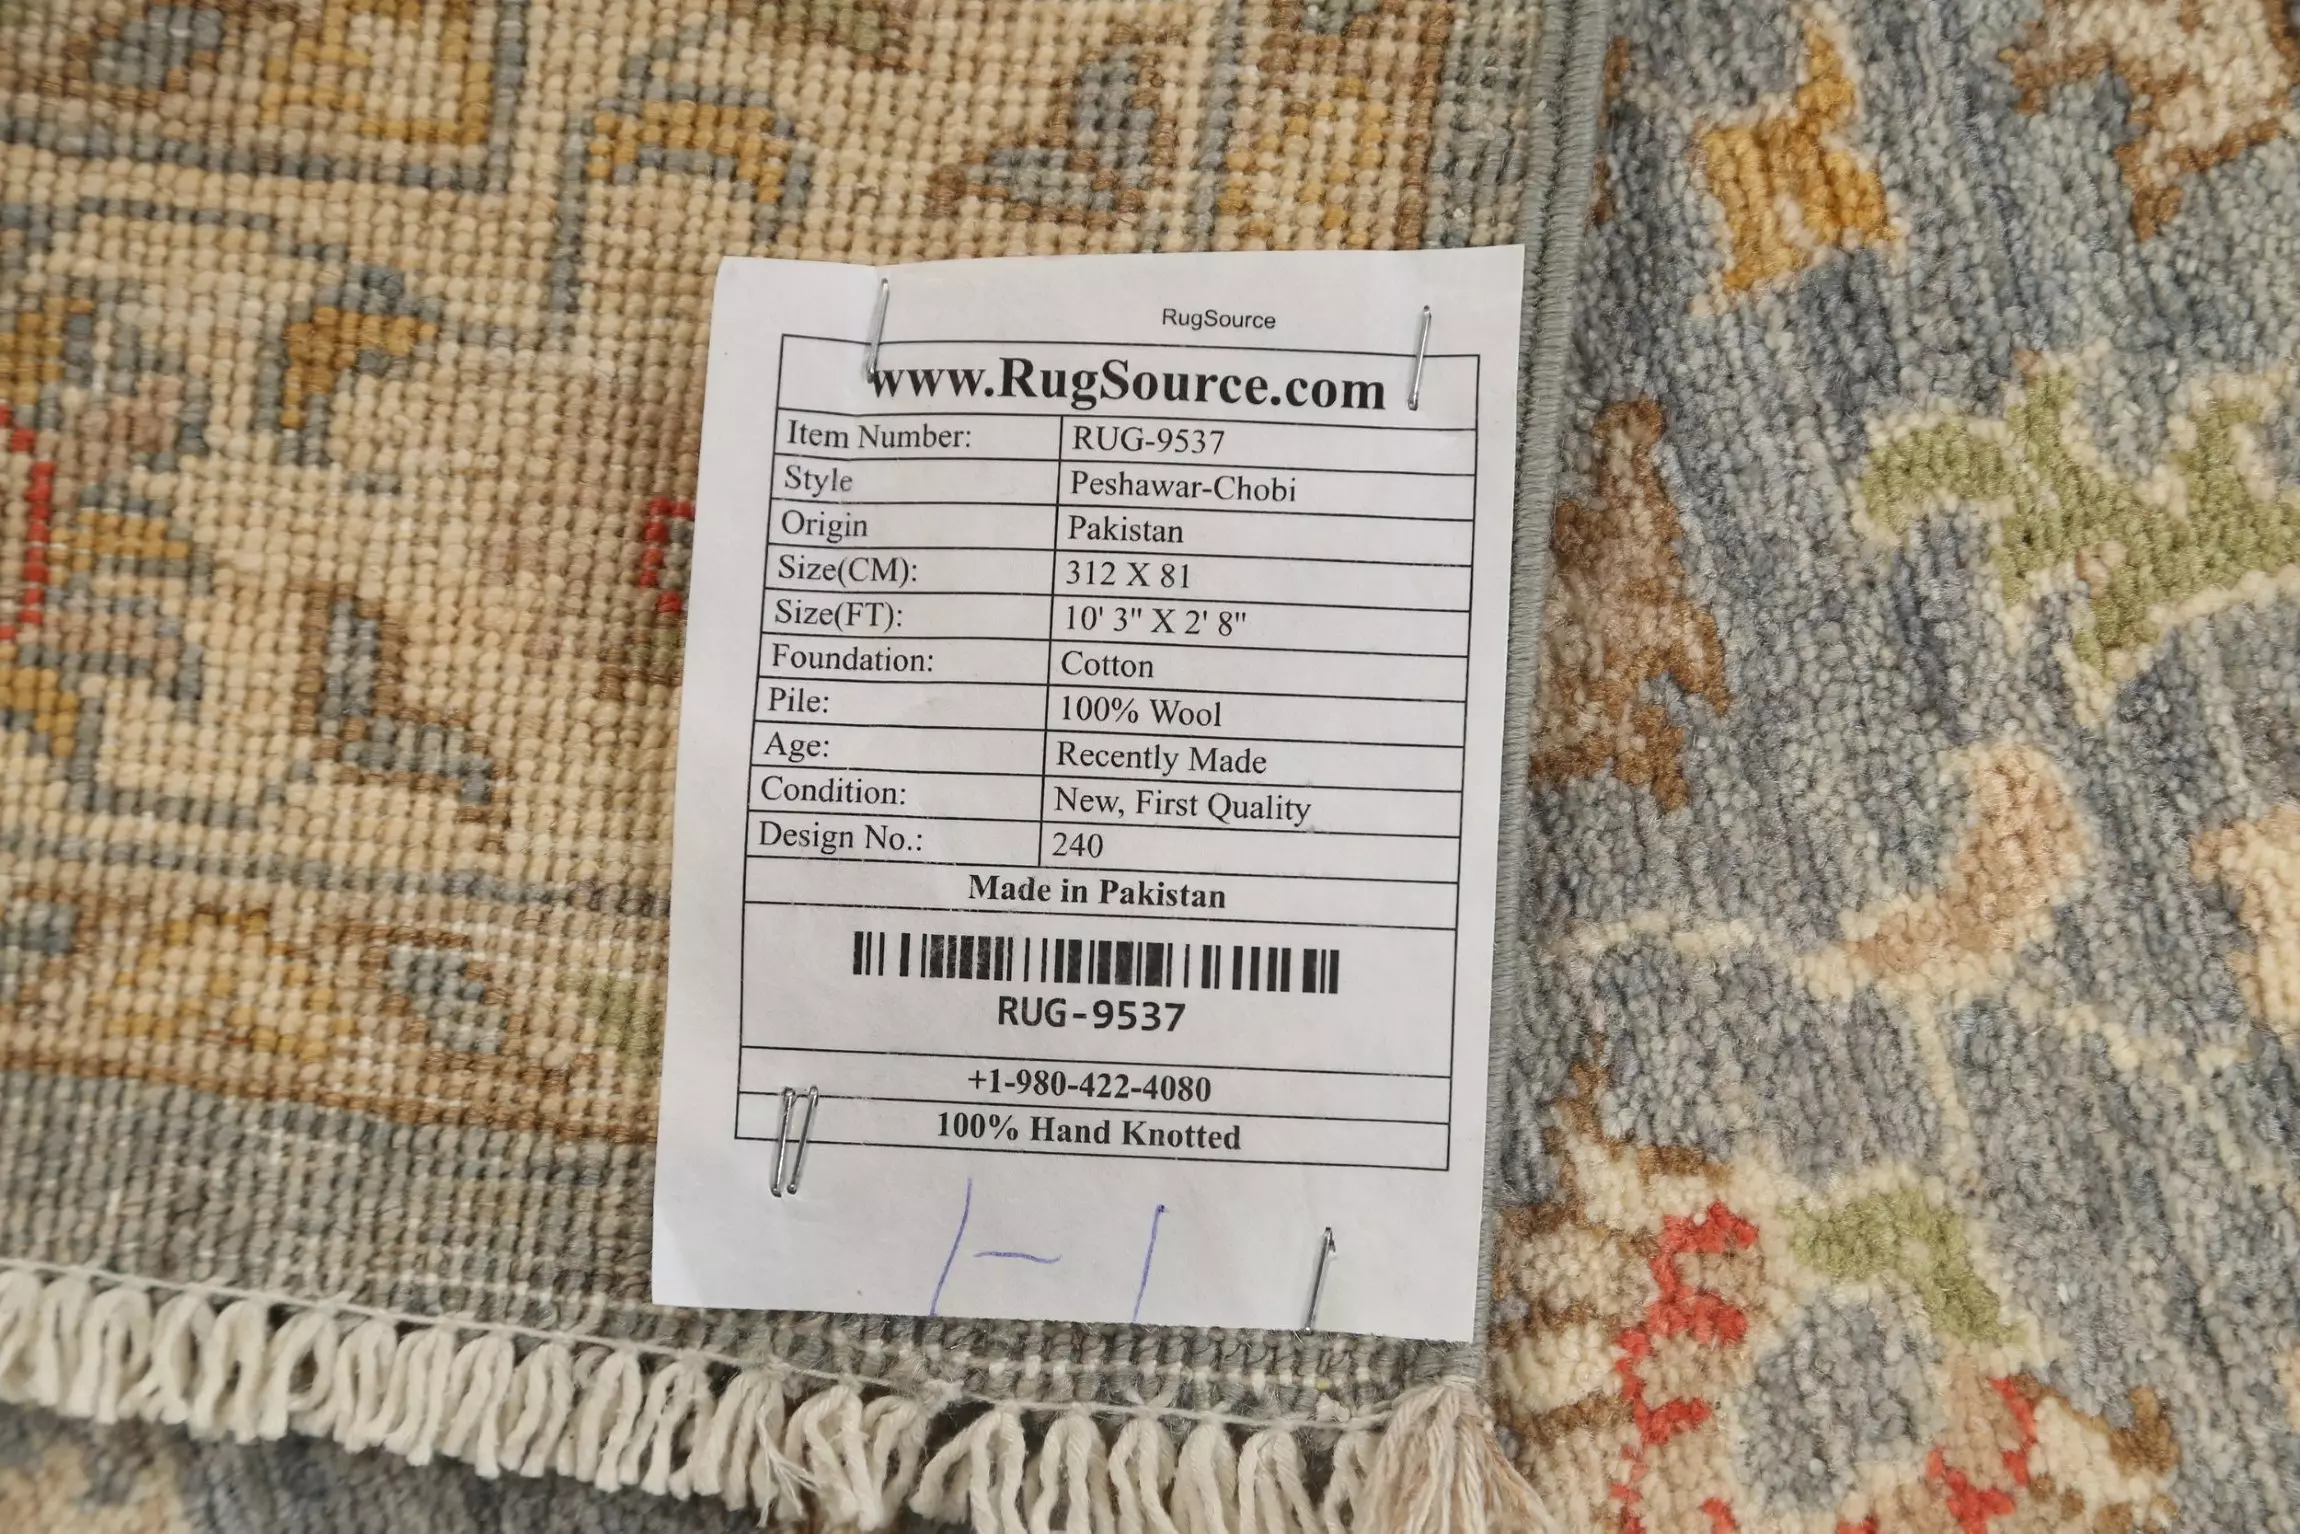 RugSource
www.RugSource.com
Item Number: RUG-9537
Style Peshawar-Chobi
Origin Pakistan
Size(CM): 312 X 81
Size(FT): 10' 3" X 2' 8"
Foundation: Cotton
Pile: 100% Wool
Age: Recently Made
Condition: New, First Quality
Design No.: 240
Made in Pakistan
RUG-9537
+1-980-422-4080
100% Hand Knotted
1-1